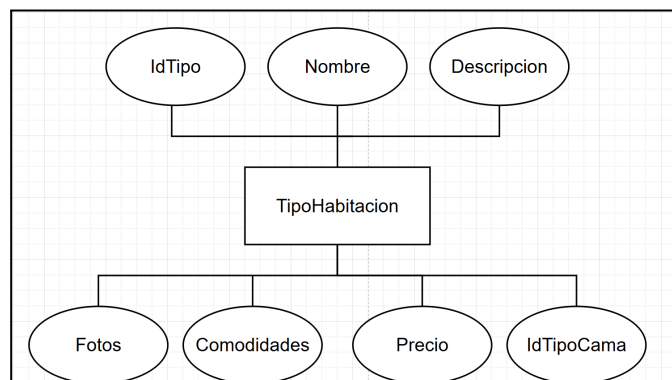 IdTipo
Nombre
Descripcion
TipoHabitacion
Fotos
Comodidades
Precio
IdTipoCama